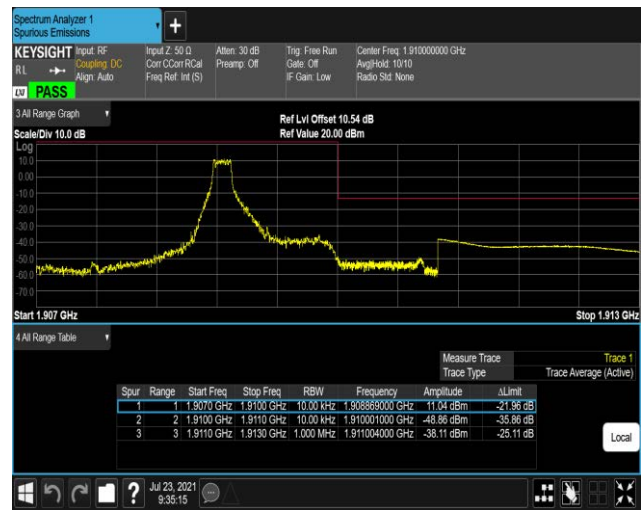 Spectrum Analyzer 1
Spurious Emissions
+
KEYSIGHT Input: RF Input Z: 50 Ω Atten: 30 dB Trig: Free Run Center Freq: 1.910000000 GHz
RL Coupling: DC Corr CCorr RCal Preamp: Off Gate: Off Avg|Hold: 10/10
Align: Auto Freq Ref: Int (S) IF Gain: Low Radio Std: None
LXI PASS
3 All Range Graph
Ref Lvl Offset 10.54 dB
Scale/Div 10.0 dB Ref Value 20.00 dBm
Log
10.0
0.00
-10.0
-20.0
-30.0
-40.0
-50.0
-60.0
-70.0
Start 1.907 GHz Stop 1.913 GHz
4 All Range Table
Measure Trace Trace 1
Trace Type Trace Average (Active)
Spur Range Start Freq Stop Freq RBW Frequency Amplitude ΔLimit
1 1 1.9070 GHz 1.9100 GHz 10.00 kHz 1.908869000 GHz 11.04 dBm -21.96 dB
2 2 1.9100 GHz 1.9110 GHz 10.00 kHz 1.910001000 GHz -48.86 dBm -35.86 dB
3 3 1.9110 GHz 1.9130 GHz 1.000 MHz 1.911004000 GHz -38.11 dBm -25.11 dB
Local
? Jul 23, 2021
9:35:15